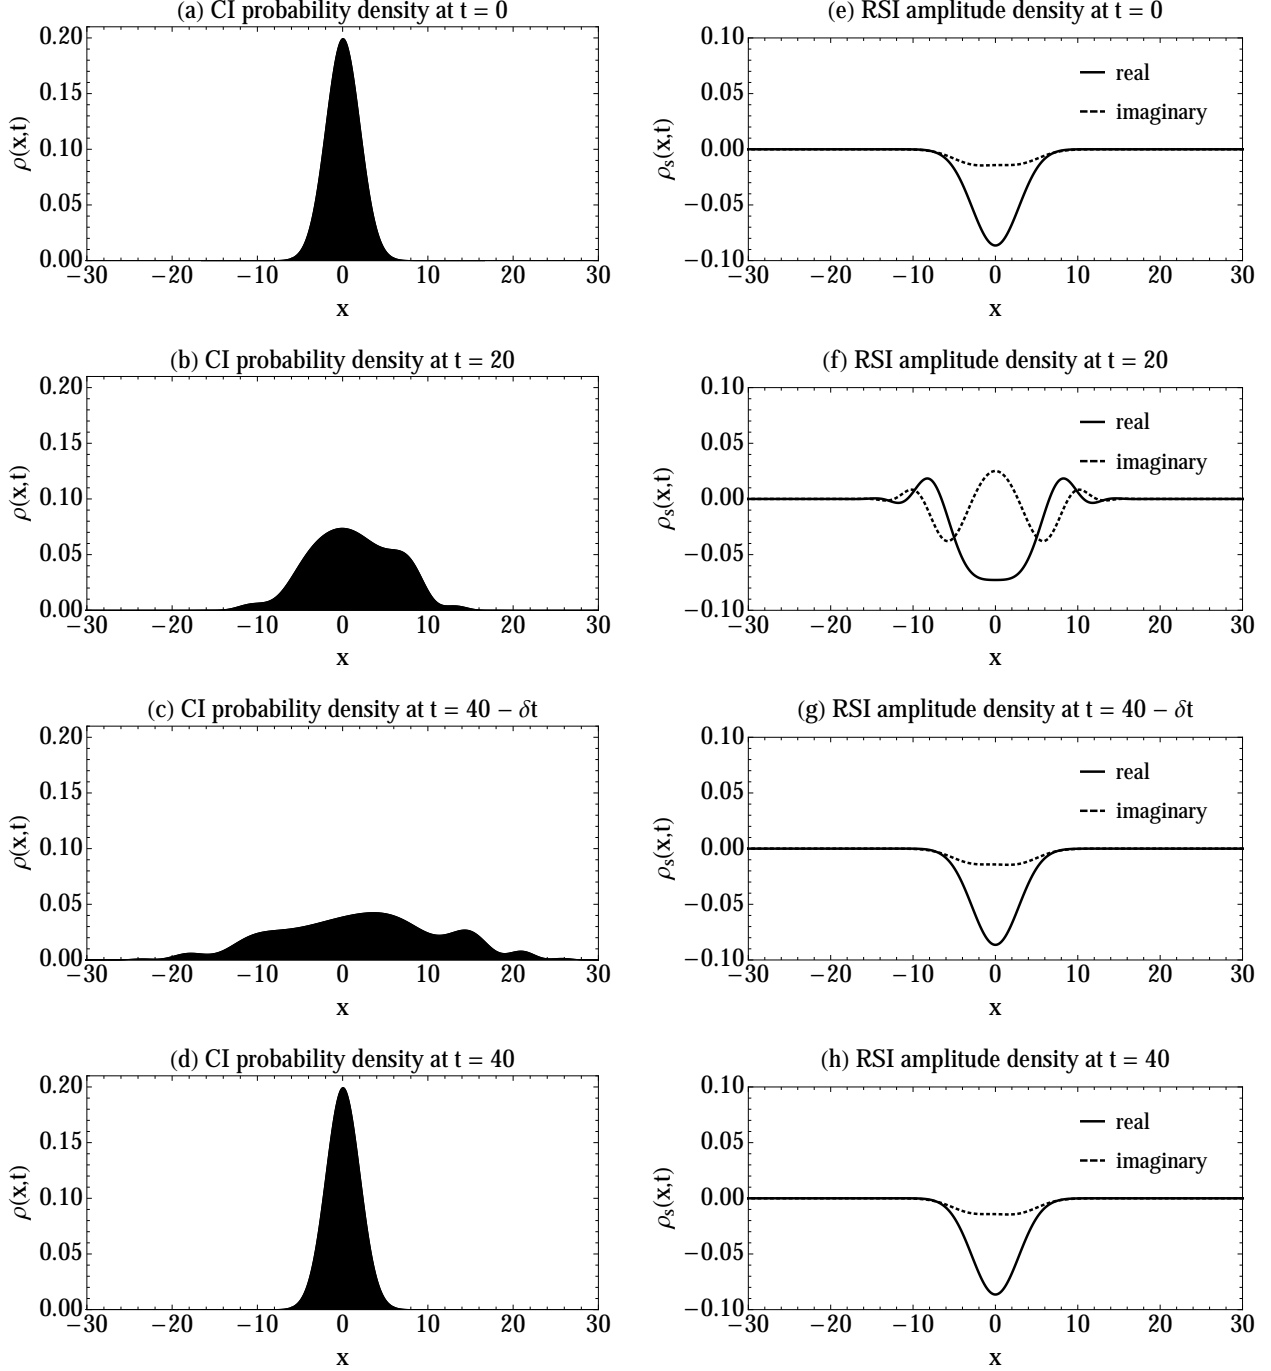 (a) CI probability density at t = 0
0.20
0.15
0.10
0.05
0.00
ρ(x,t)
−30 −20 −10 0 10 20 30
x
(e) RSI amplitude density at t = 0
0.10
0.05
0.00
−0.05
−0.10
ρs(x,t)
real
imaginary
−30 −20 −10 0 10 20 30
x
(b) CI probability density at t = 20
0.20
0.15
0.10
0.05
0.00
ρ(x,t)
−30 −20 −10 0 10 20 30
x
(f) RSI amplitude density at t = 20
0.10
0.05
0.00
−0.05
−0.10
ρs(x,t)
real
imaginary
−30 −20 −10 0 10 20 30
x
(c) CI probability density at t = 40 − δt
0.20
0.15
0.10
0.05
0.00
ρ(x,t)
−30 −20 −10 0 10 20 30
x
(g) RSI amplitude density at t = 40 − δt
0.10
0.05
0.00
−0.05
−0.10
ρs(x,t)
real
imaginary
−30 −20 −10 0 10 20 30
x
(d) CI probability density at t = 40
0.20
0.15
0.10
0.05
0.00
ρ(x,t)
−30 −20 −10 0 10 20 30
x
(h) RSI amplitude density at t = 40
0.10
0.05
0.00
−0.05
−0.10
ρs(x,t)
real
imaginary
−30 −20 −10 0 10 20 30
x